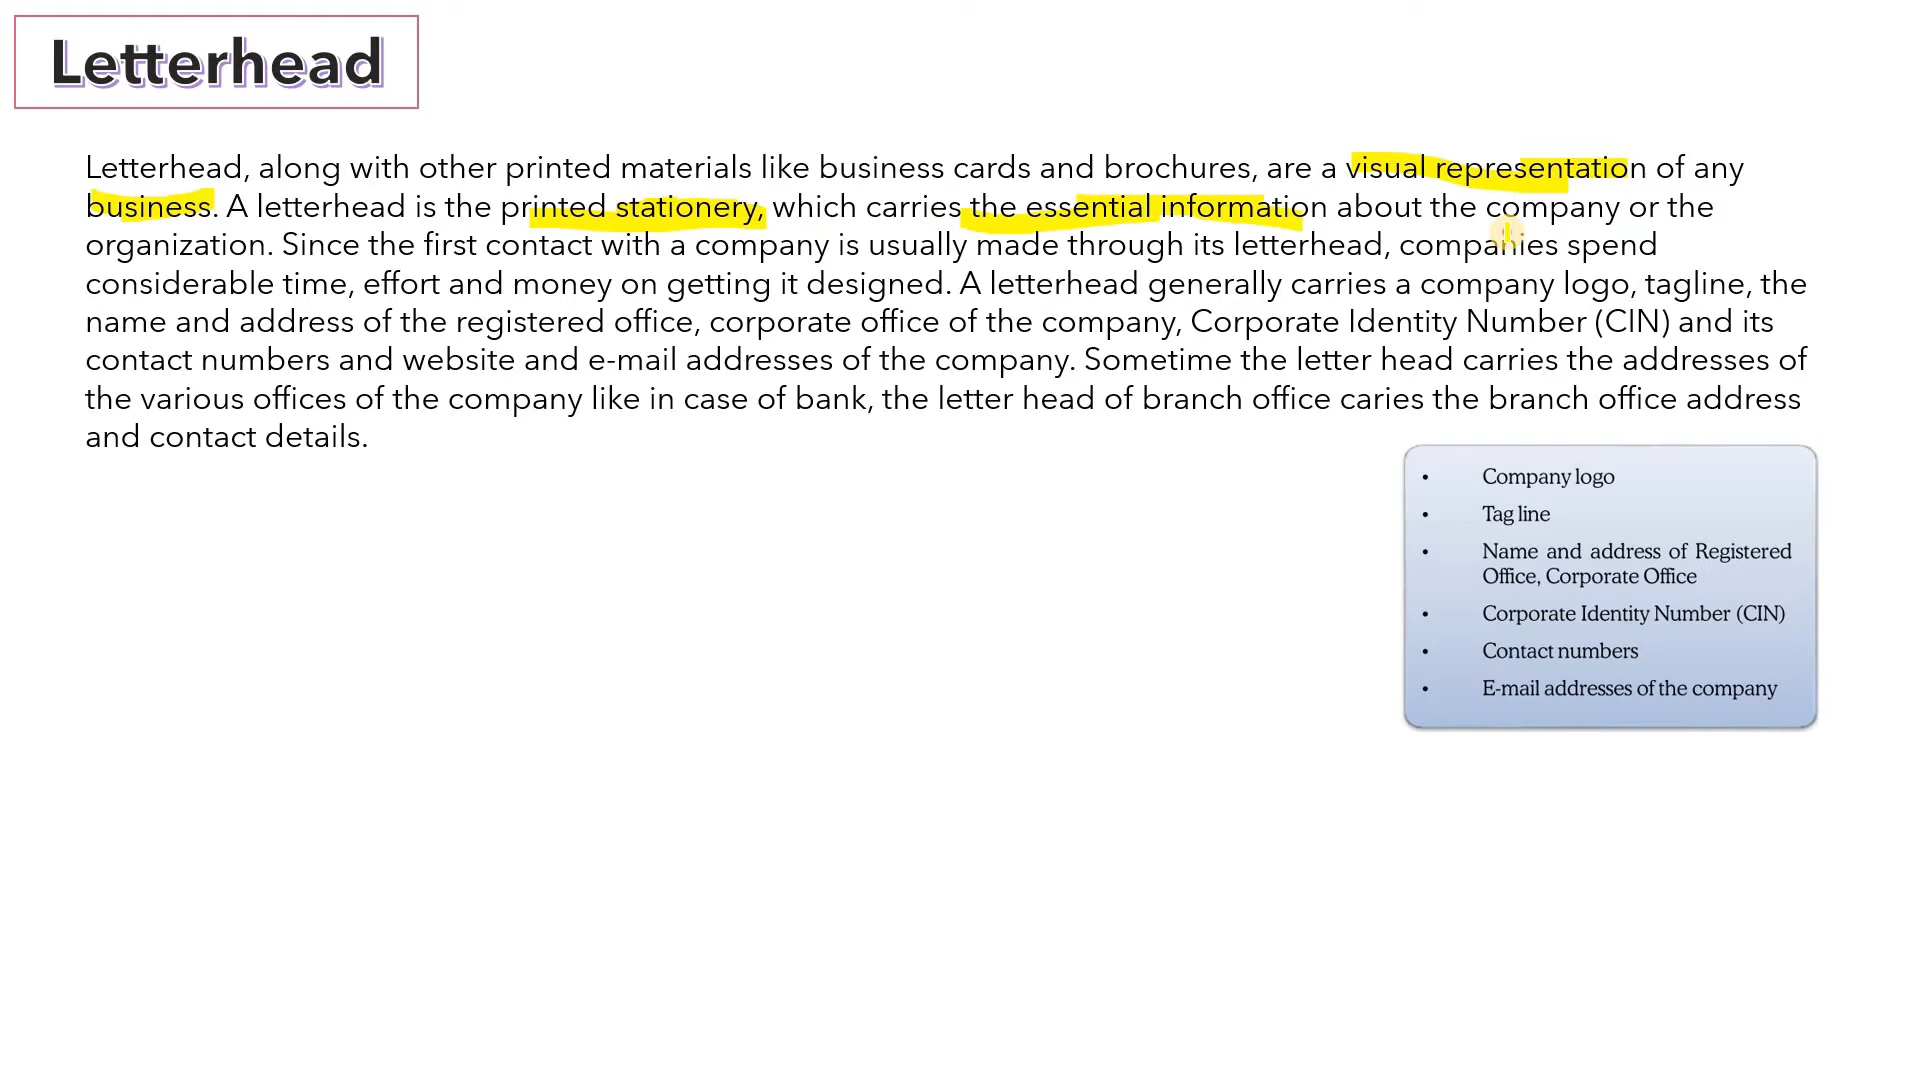 Letterhead
Letterhead, along with other printed materials like business cards and brochures, are a visual representation of any
business. A letterhead is the printed stationery, which carries the essential information about the company or the
organization. Since the first contact with a company is usually made through its letterhead, companies spend
considerable time, effort and money on getting it designed. A letterhead generally carries a company logo, tagline, the
name and address of the registered office, corporate office of the company, Corporate Identity Number (CIN) and its
contact numbers and website and e-mail addresses of the company. Sometime the letter head carries the addresses of
the various offices of the company like in case of bank, the letter head of branch office caries the branch office address
and contact details.
• Company logo
• Tag line
• Name and address of Registered
Office, Corporate Office
• Corporate Identity Number (CIN)
• Contact numbers
• E-mail addresses of the company